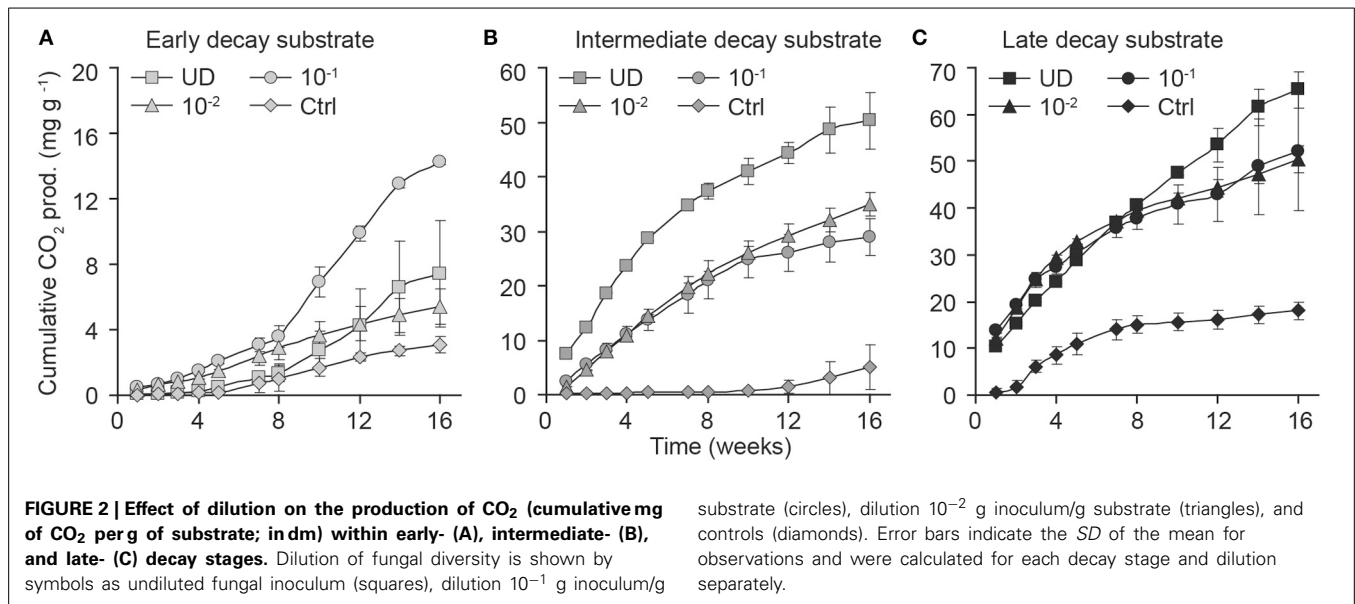 A Early decay substrate
Cumulative CO₂ prod. (mg g⁻¹)
20
16
12
8
4
0
UD 10⁻¹
10⁻² Ctrl
0 4 8 12 16
B Intermediate decay substrate
60
50
40
30
20
10
0
UD 10⁻¹
10⁻² Ctrl
0 4 8 12 16
Time (weeks)
C Late decay substrate
70
60
50
40
30
20
10
0
UD 10⁻¹
10⁻² Ctrl
0 4 8 12 16
FIGURE 2 | Effect of dilution on the production of CO₂ (cumulative mg
of CO₂ per g of substrate; in dm) within early- (A), intermediate- (B),
and late- (C) decay stages. Dilution of fungal diversity is shown by
symbols as undiluted fungal inoculum (squares), dilution 10⁻¹ g inoculum/g
substrate (circles), dilution 10⁻² g inoculum/g substrate (triangles), and
controls (diamonds). Error bars indicate the SD of the mean for
observations and were calculated for each decay stage and dilution
separately.